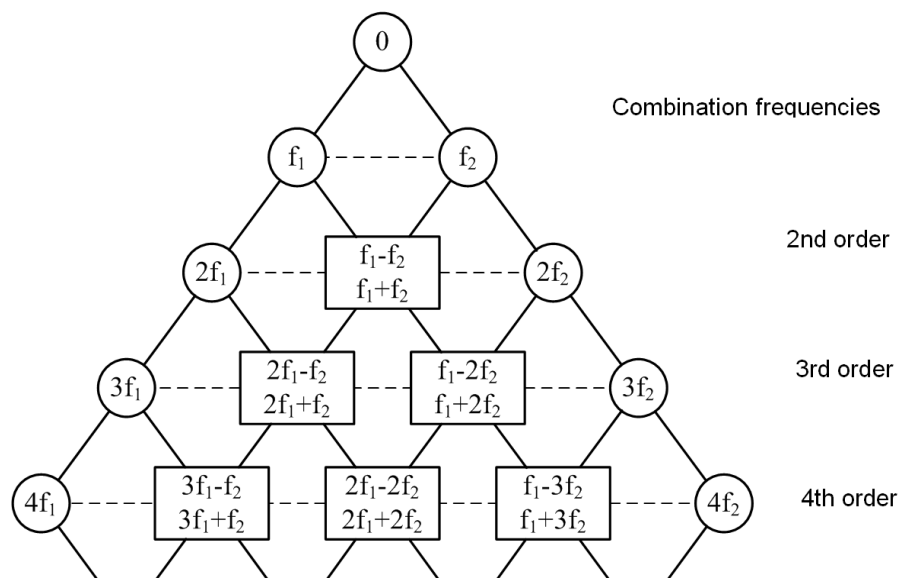 0
Combination frequencies
f₁
f₂
2nd order
f₁-f₂
f₁+f₂
2f₁
2f₂
3rd order
2f₁-f₂
2f₁+f₂
f₁-2f₂
f₁+2f₂
3f₁
3f₂
4th order
4f₁
3f₁-f₂
3f₁+f₂
2f₁-2f₂
2f₁+2f₂
f₁-3f₂
f₁+3f₂
4f₂